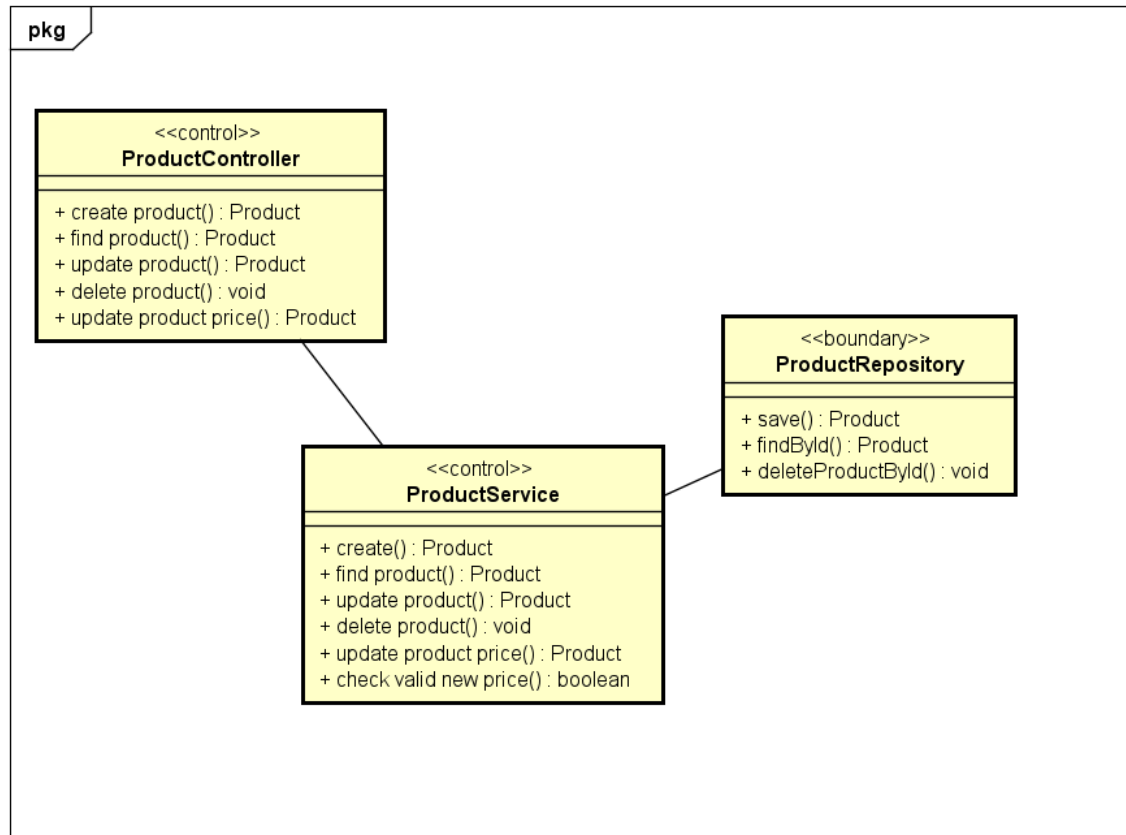 pkg
<<control>>
ProductController
+ create product() : Product
+ find product() : Product
+ update product() : Product
+ delete product() : void
+ update product price() : Product
<<boundary>>
ProductRepository
+ save() : Product
+ findById() : Product
+ deleteProductById() : void
<<control>>
ProductService
+ create() : Product
+ find product() : Product
+ update product() : Product
+ delete product() : void
+ update product price() : Product
+ check valid new price() : boolean